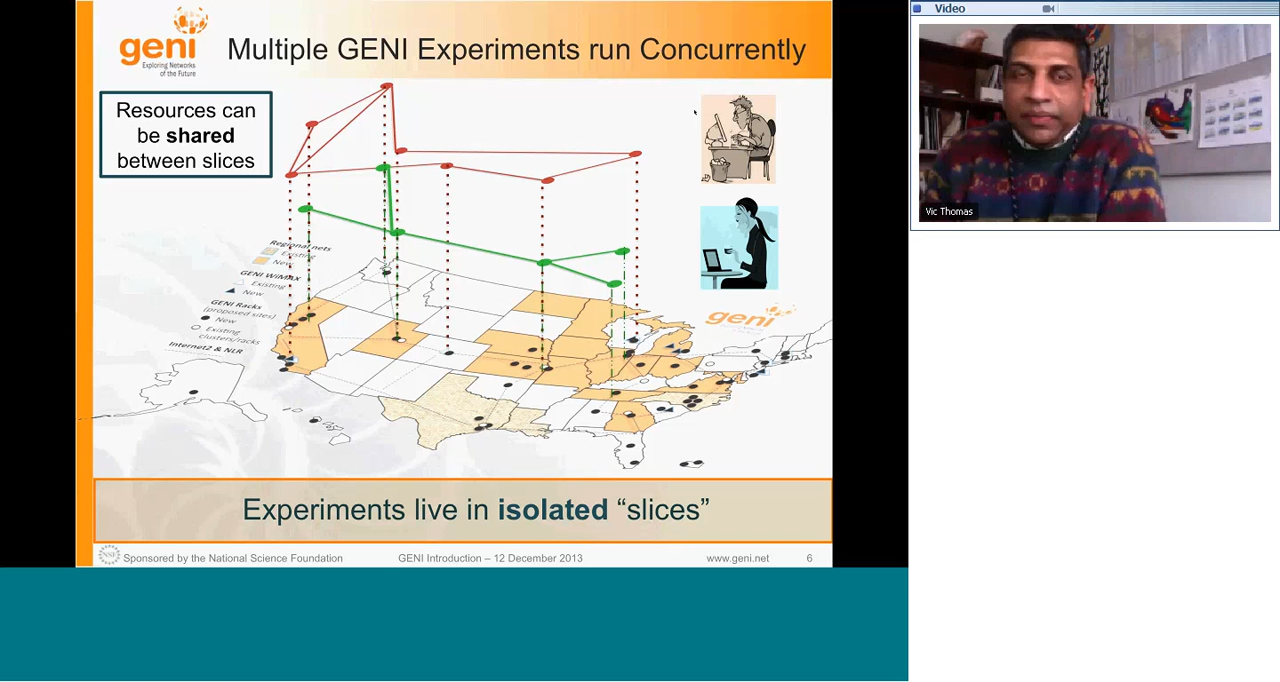 geni
Exploring Networks
of the Future
Multiple GENI Experiments run Concurrently
Resources can
be shared
between slices
Regional nets
Existing
New
GENI WiMAX
Existing
New
GENI Racks
(proposed sites)
New
Existing
clusters/racks
Internet2 & NLR
geni
Experiments live in isolated “slices”
NSF
Sponsored by the National Science Foundation
GENI Introduction – 12 December 2013
www.geni.net
6
Video
Vic Thomas